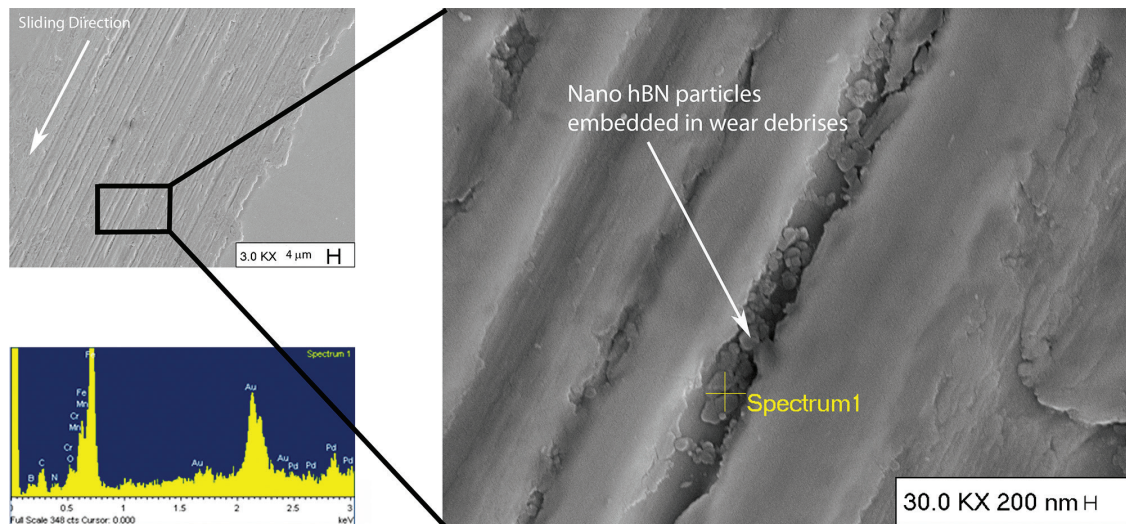 Sliding Direction
3.0 KX 4 µm
Nano hBN particles
embedded in wear debrises
Spectrum1
30.0 KX 200 nm
Spectrum 1
Fe
Fe
Mn
Cr
Mn
Cr
O
B
C
N
Au
Au
Au
Pd
Pd
Pd
Pd
0 0.5 1 1.5 2 2.5 3
Full Scale 348 cts Cursor: 0.000 keV